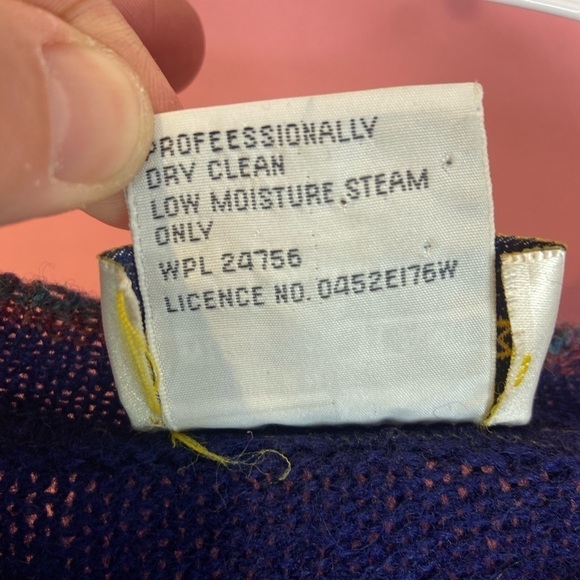 PROFEESSIONALLY
DRY CLEAN
LOW MOISTURE, STEAM
ONLY
WPL 24756
LICENCE NO. 0452E176W